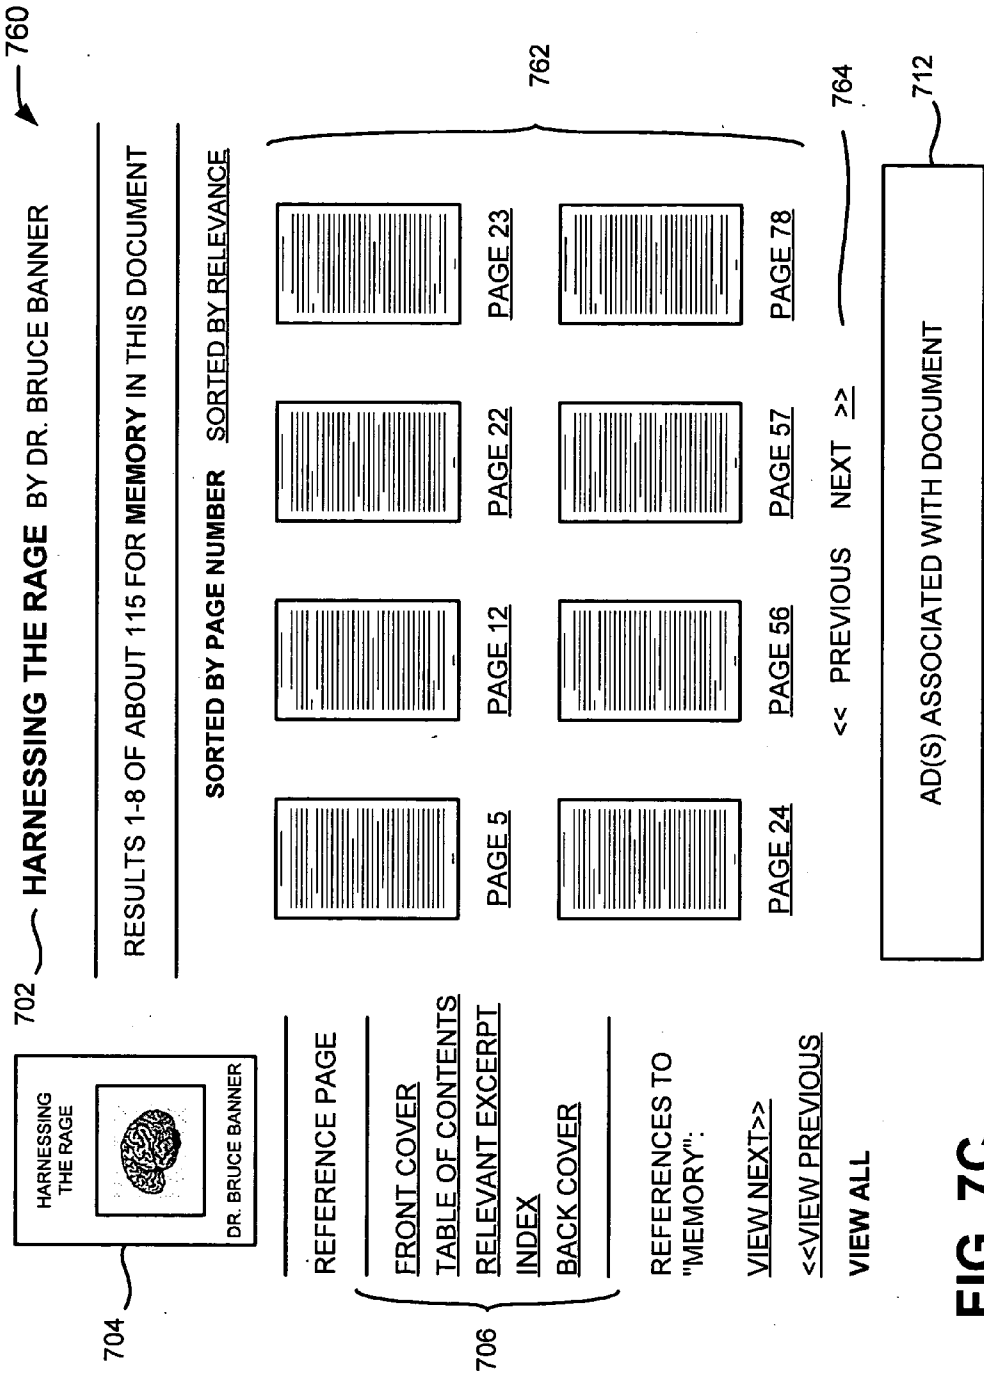 760
702
HARNESSING THE RAGE BY DR. BRUCE BANNER
704
HARNESSING
THE RAGE
DR. BRUCE BANNER
RESULTS 1-8 OF ABOUT 115 FOR MEMORY IN THIS DOCUMENT
SORTED BY PAGE NUMBER SORTED BY RELEVANCE
REFERENCE PAGE
706
FRONT COVER
TABLE OF CONTENTS
RELEVANT EXCERPT
INDEX
BACK COVER
REFERENCES TO
"MEMORY":
VIEW NEXT>>
<<VIEW PREVIOUS
VIEW ALL
762
PAGE 5 PAGE 12 PAGE 22 PAGE 23
PAGE 24 PAGE 56 PAGE 57 PAGE 78
<< PREVIOUS NEXT >>
764
712
AD(S) ASSOCIATED WITH DOCUMENT
FIG. 7C